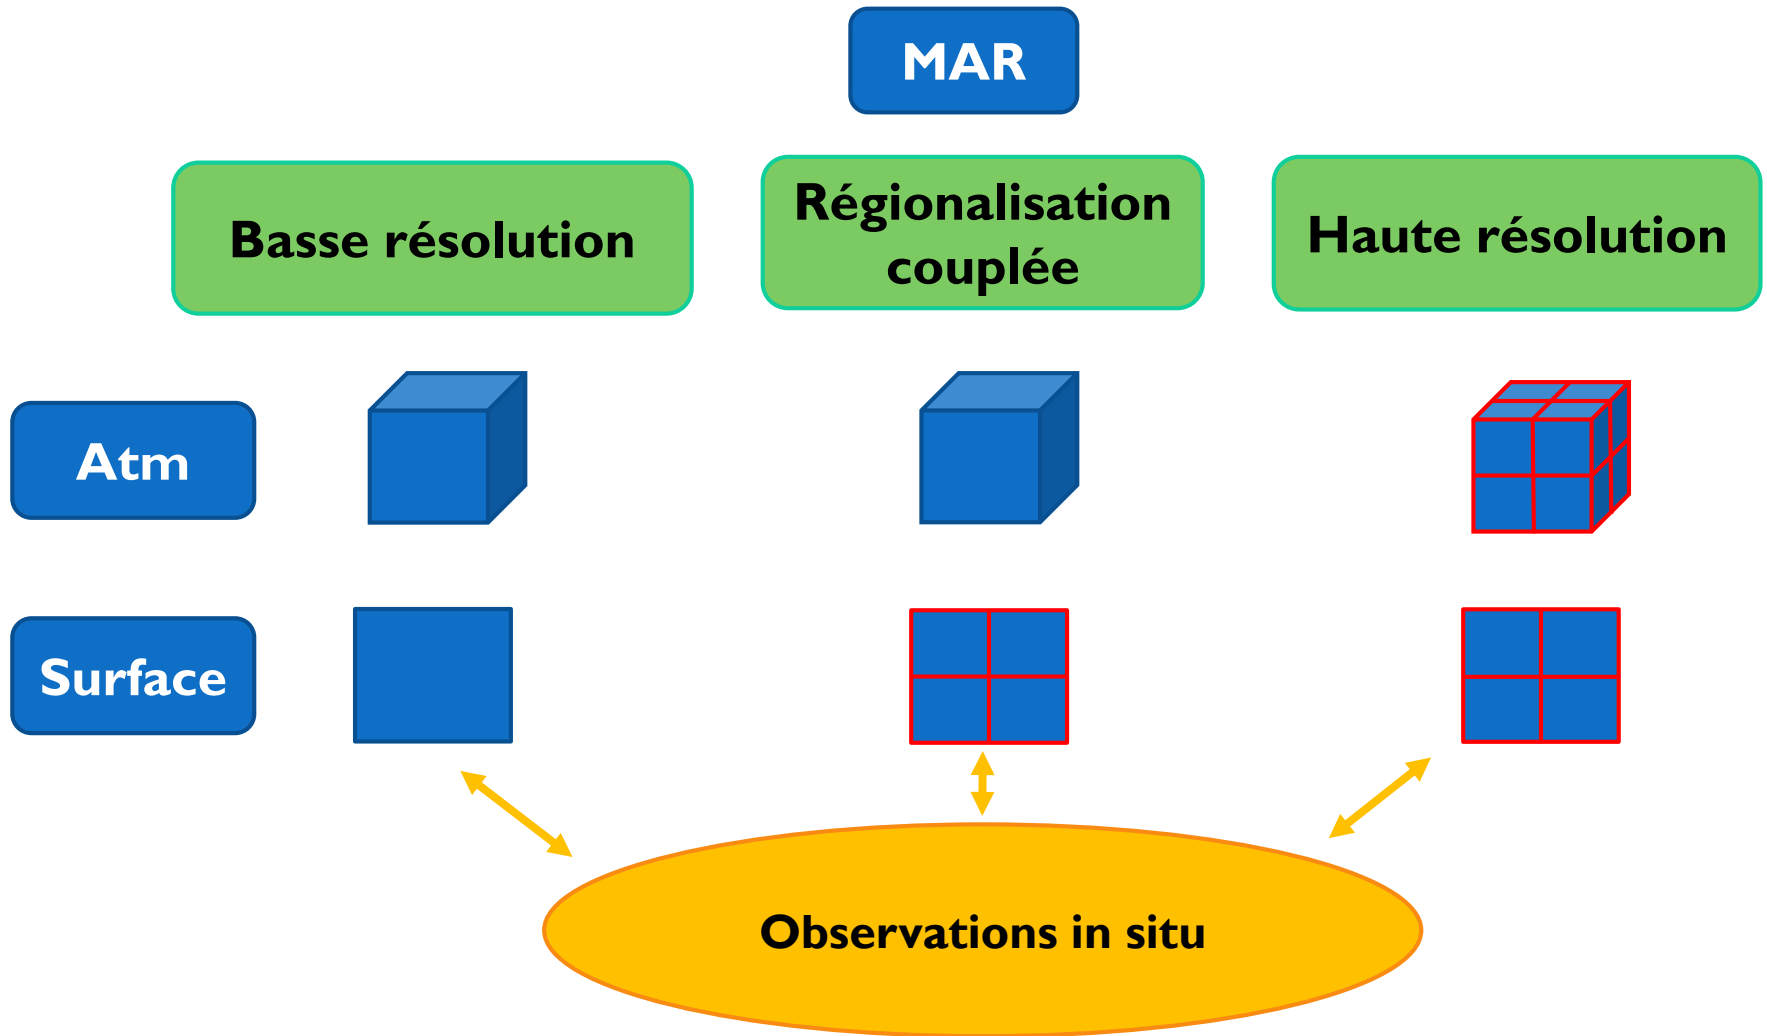 MAR
Basse résolution
Régionalisation
couplée
Haute résolution
Atm
Surface
Observations in situ